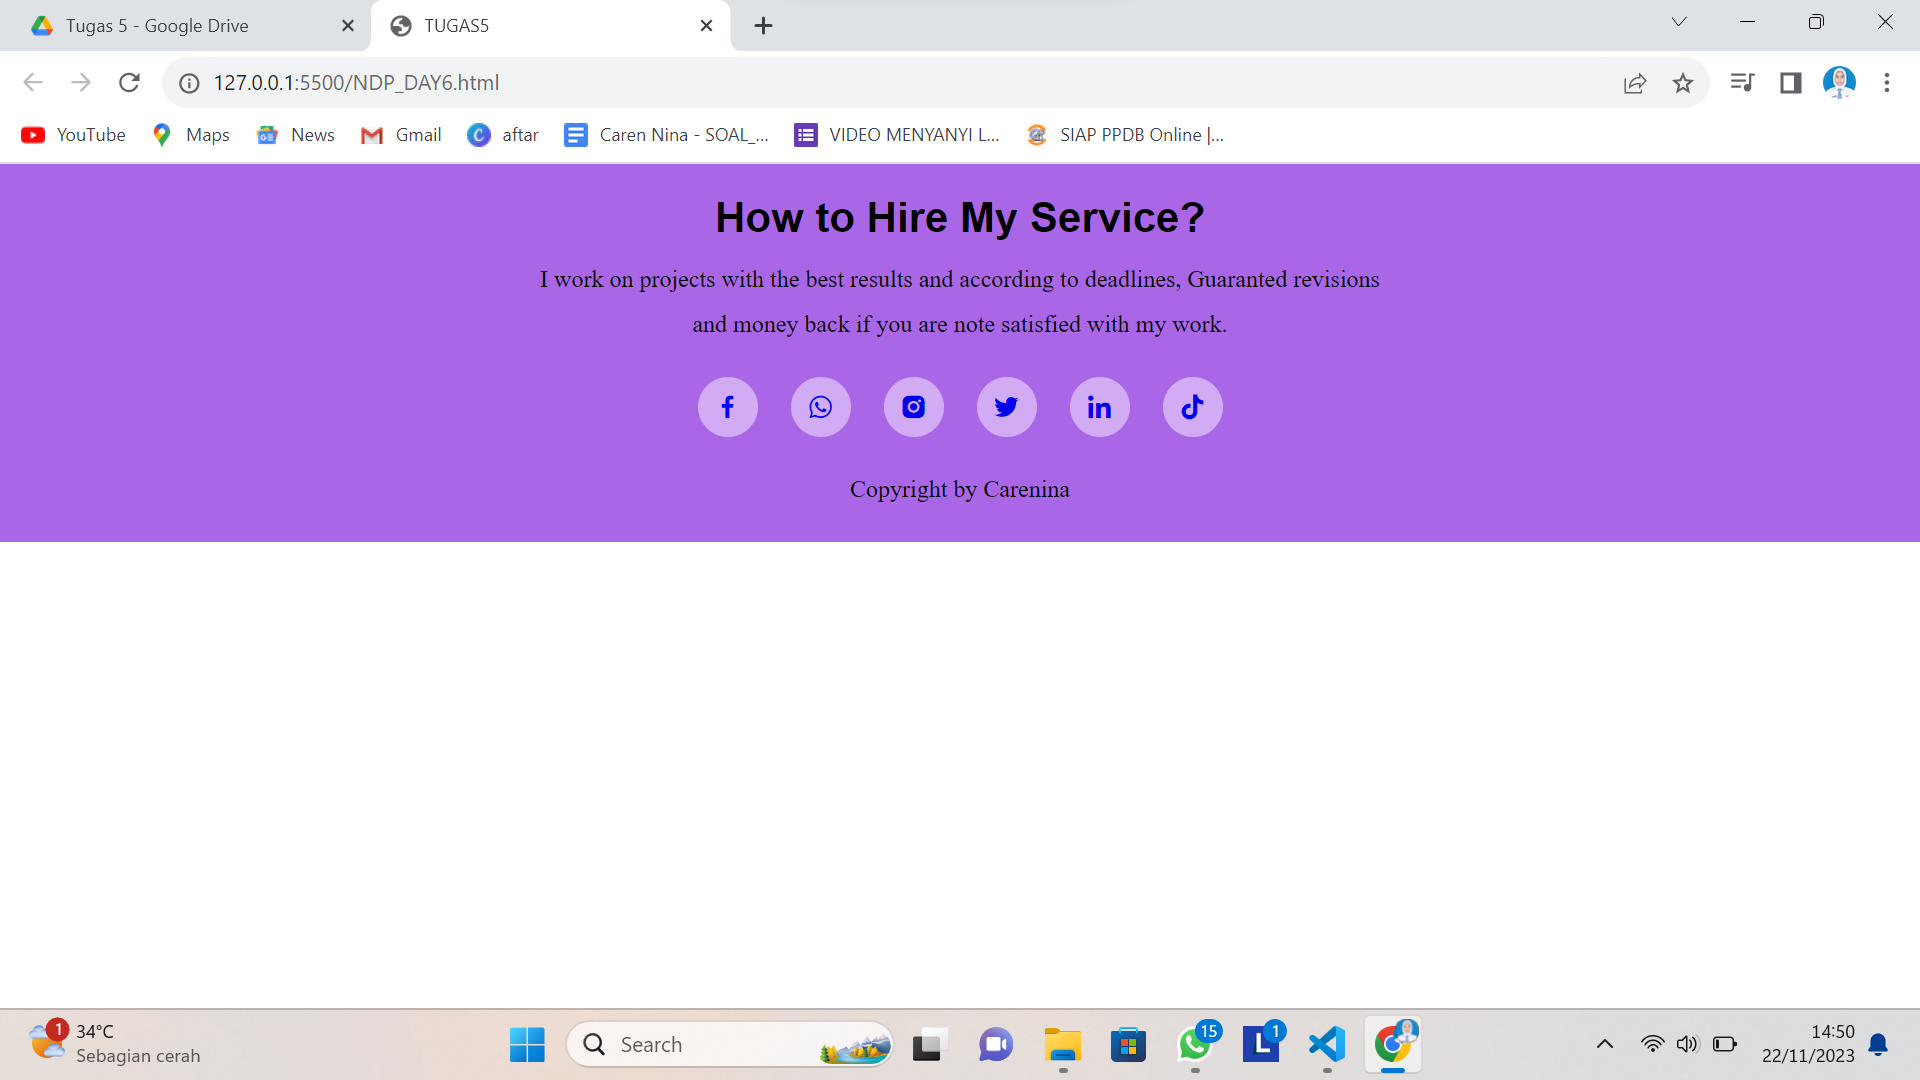 Tugas 5 - Google Drive
TUGAS5
127.0.0.1:5500/NDP_DAY6.html
YouTube
Maps
News
Gmail
aftar
Caren Nina - SOAL_...
VIDEO MENYANYI L...
SIAP PPDB Online |...
How to Hire My Service?
I work on projects with the best results and according to deadlines, Guaranted revisions
and money back if you are note satisfied with my work.
Copyright by Carenina
1
34°C
Sebagian cerah
Search
15
L
1
14:50
22/11/2023